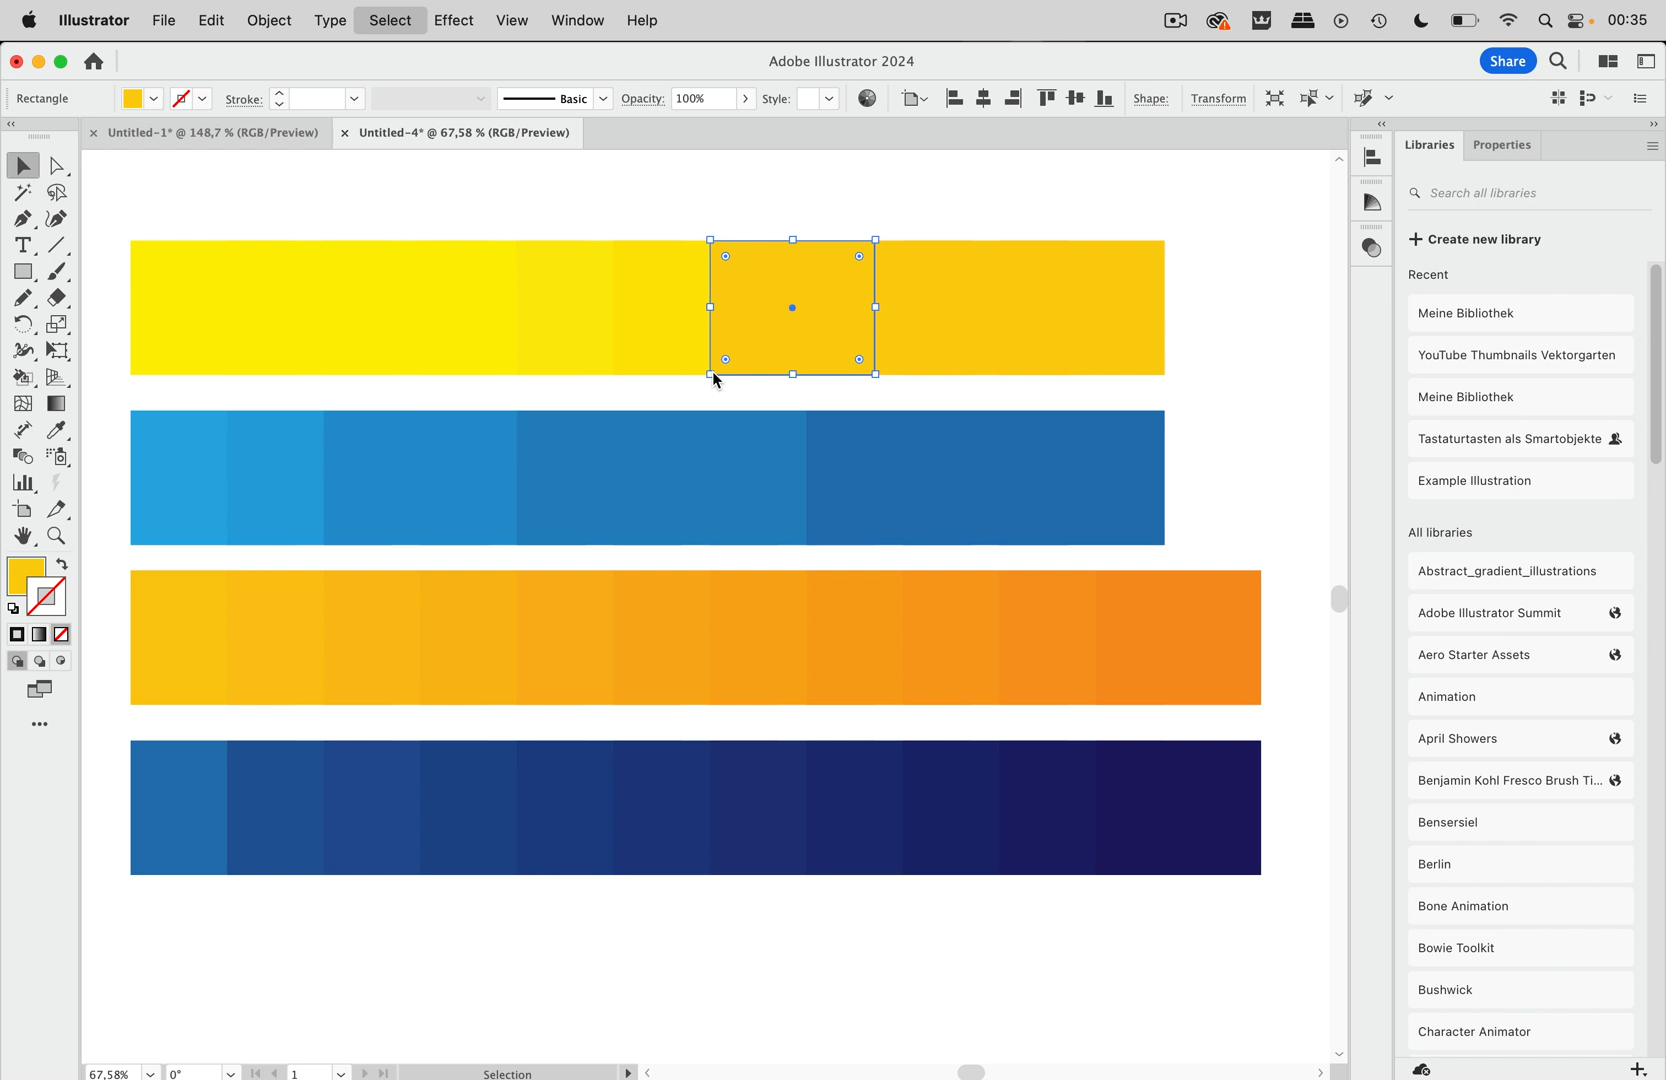 Illustrator File Edit Object Type Select Effect View Window Help 00:35
Adobe Illustrator 2024 Share
Rectangle Stroke: Basic Opacity: 100% Style: Shape: Transform
Untitled-1* @ 148,7 % (RGB/Preview) Untitled-4* @ 67,58 % (RGB/Preview)
Libraries Properties
Search all libraries
Create new library
Recent
Meine Bibliothek
YouTube Thumbnails Vektorgarten
Meine Bibliothek
Tastaturtasten als Smartobjekte
Example Illustration
All libraries
Abstract_gradient_illustrations
Adobe Illustrator Summit
Aero Starter Assets
Animation
April Showers
Benjamin Kohl Fresco Brush Ti...
Bensersiel
Berlin
Bone Animation
Bowie Toolkit
Bushwick
Character Animator
67,58% 0° 1 Selection